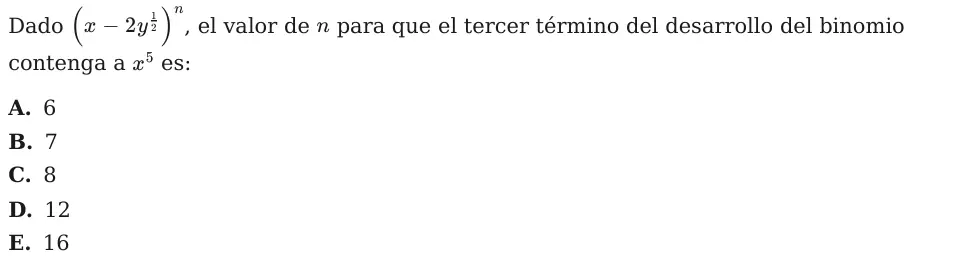 Dado $\left(x - 2y^{\frac{1}{2}}\right)^n$, el valor de $n$ para que el tercer término del desarrollo del binomio
contenga a $x^5$ es:
A. 6
B. 7
C. 8
D. 12
E. 16